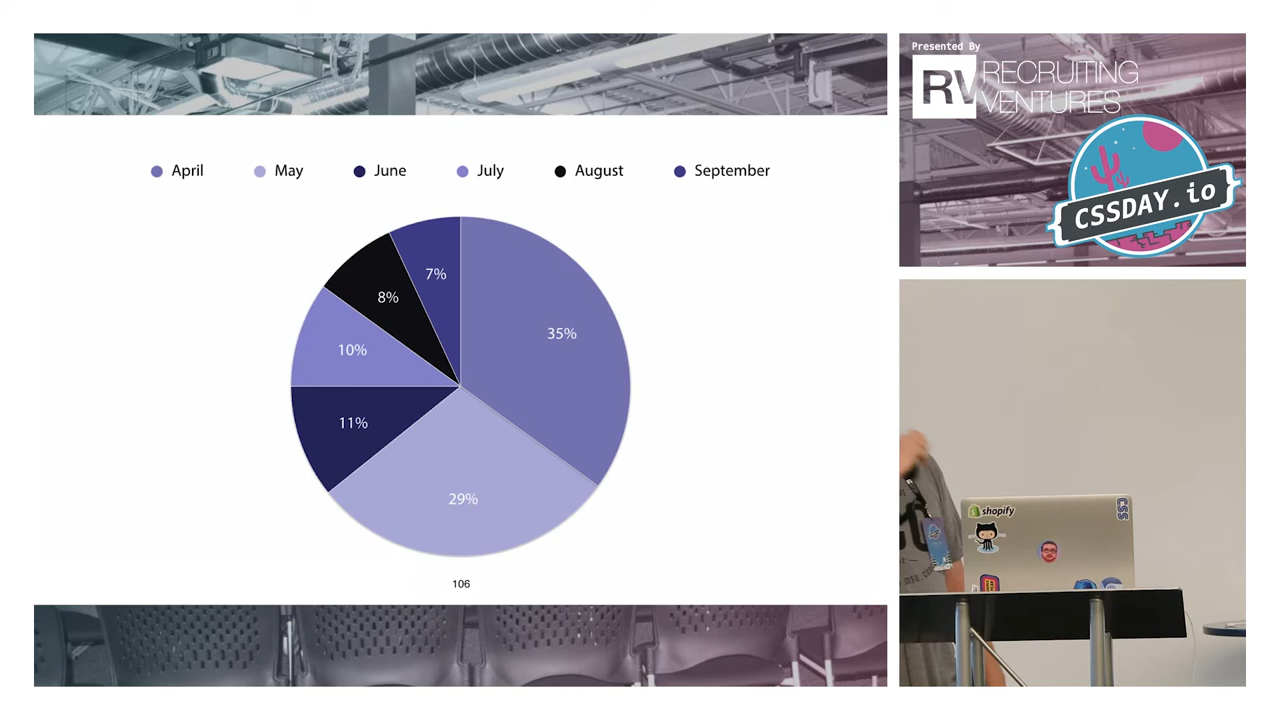 April May June July August September
7%
35%
8%
10%
11%
29%
106
Presented By
RV RECRUITING
VENTURES
{CSSDAY.io}
shopify
CSS